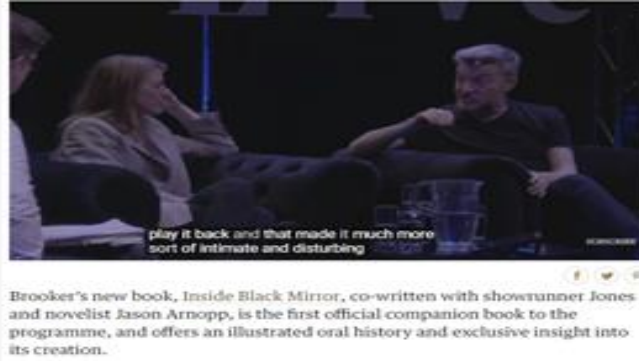 Live
play it back and that made it much more
sort of intimate and disturbing
SUBSCRIBE
Brooker's new book, Inside Black Mirror, co-written with showrunner Jones
and novelist Jason Arnopp, is the first official companion book to the
programme, and offers an illustrated oral history and exclusive insight into
its creation.